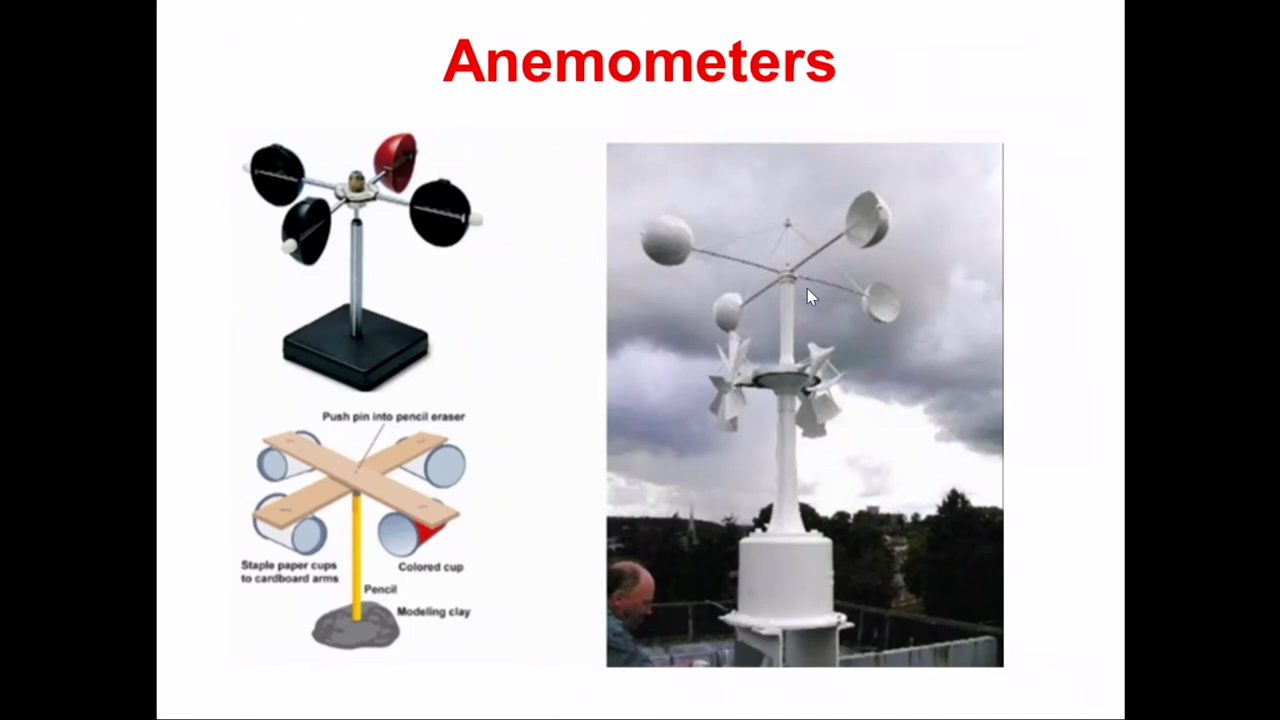 Anemometers
Push pin into pencil eraser
Staple paper cups
to cardboard arms
Colored cup
Pencil
Modeling clay